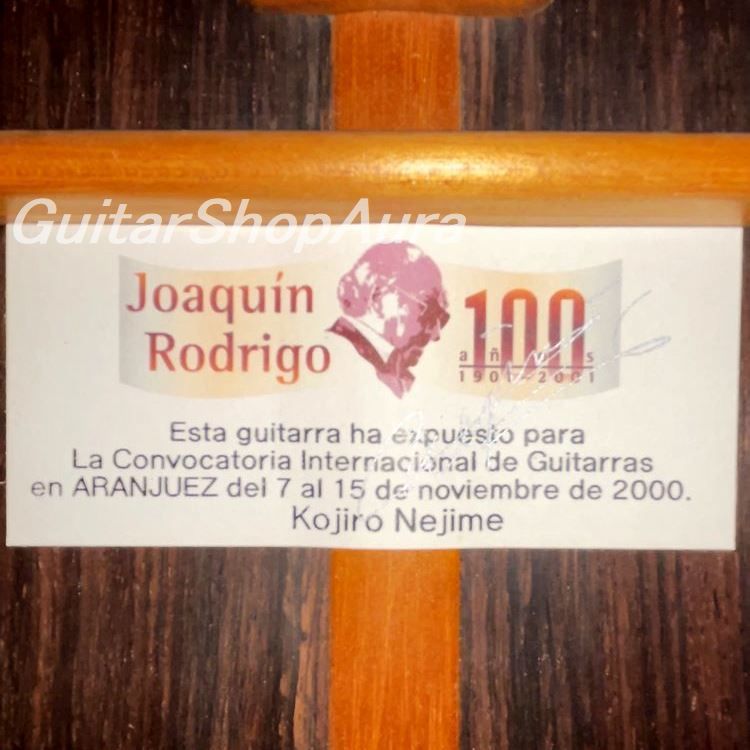 GuitarShopAura
Joaquín
Rodrigo
100
años
1901-2001
Esta guitarra ha expuesto para
La Convocatoria Internacional de Guitarras
en ARANJUEZ del 7 al 15 de noviembre de 2000.
Kojiro Nejime